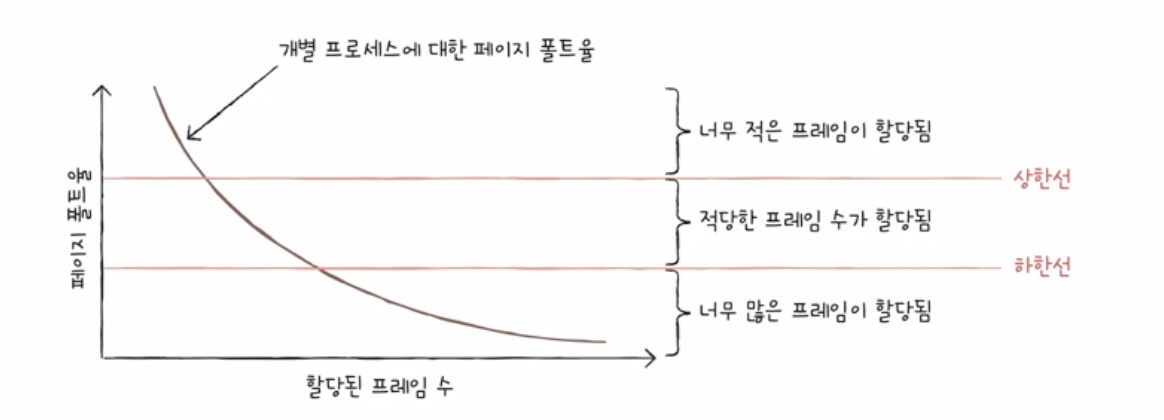 개별 프로세스에 대한 페이지 폴트율
너무 적은 프레임이 할당됨
상한선
페이지 폴트율
적당한 프레임 수가 할당됨
하한선
너무 많은 프레임이 할당됨
할당된 프레임 수